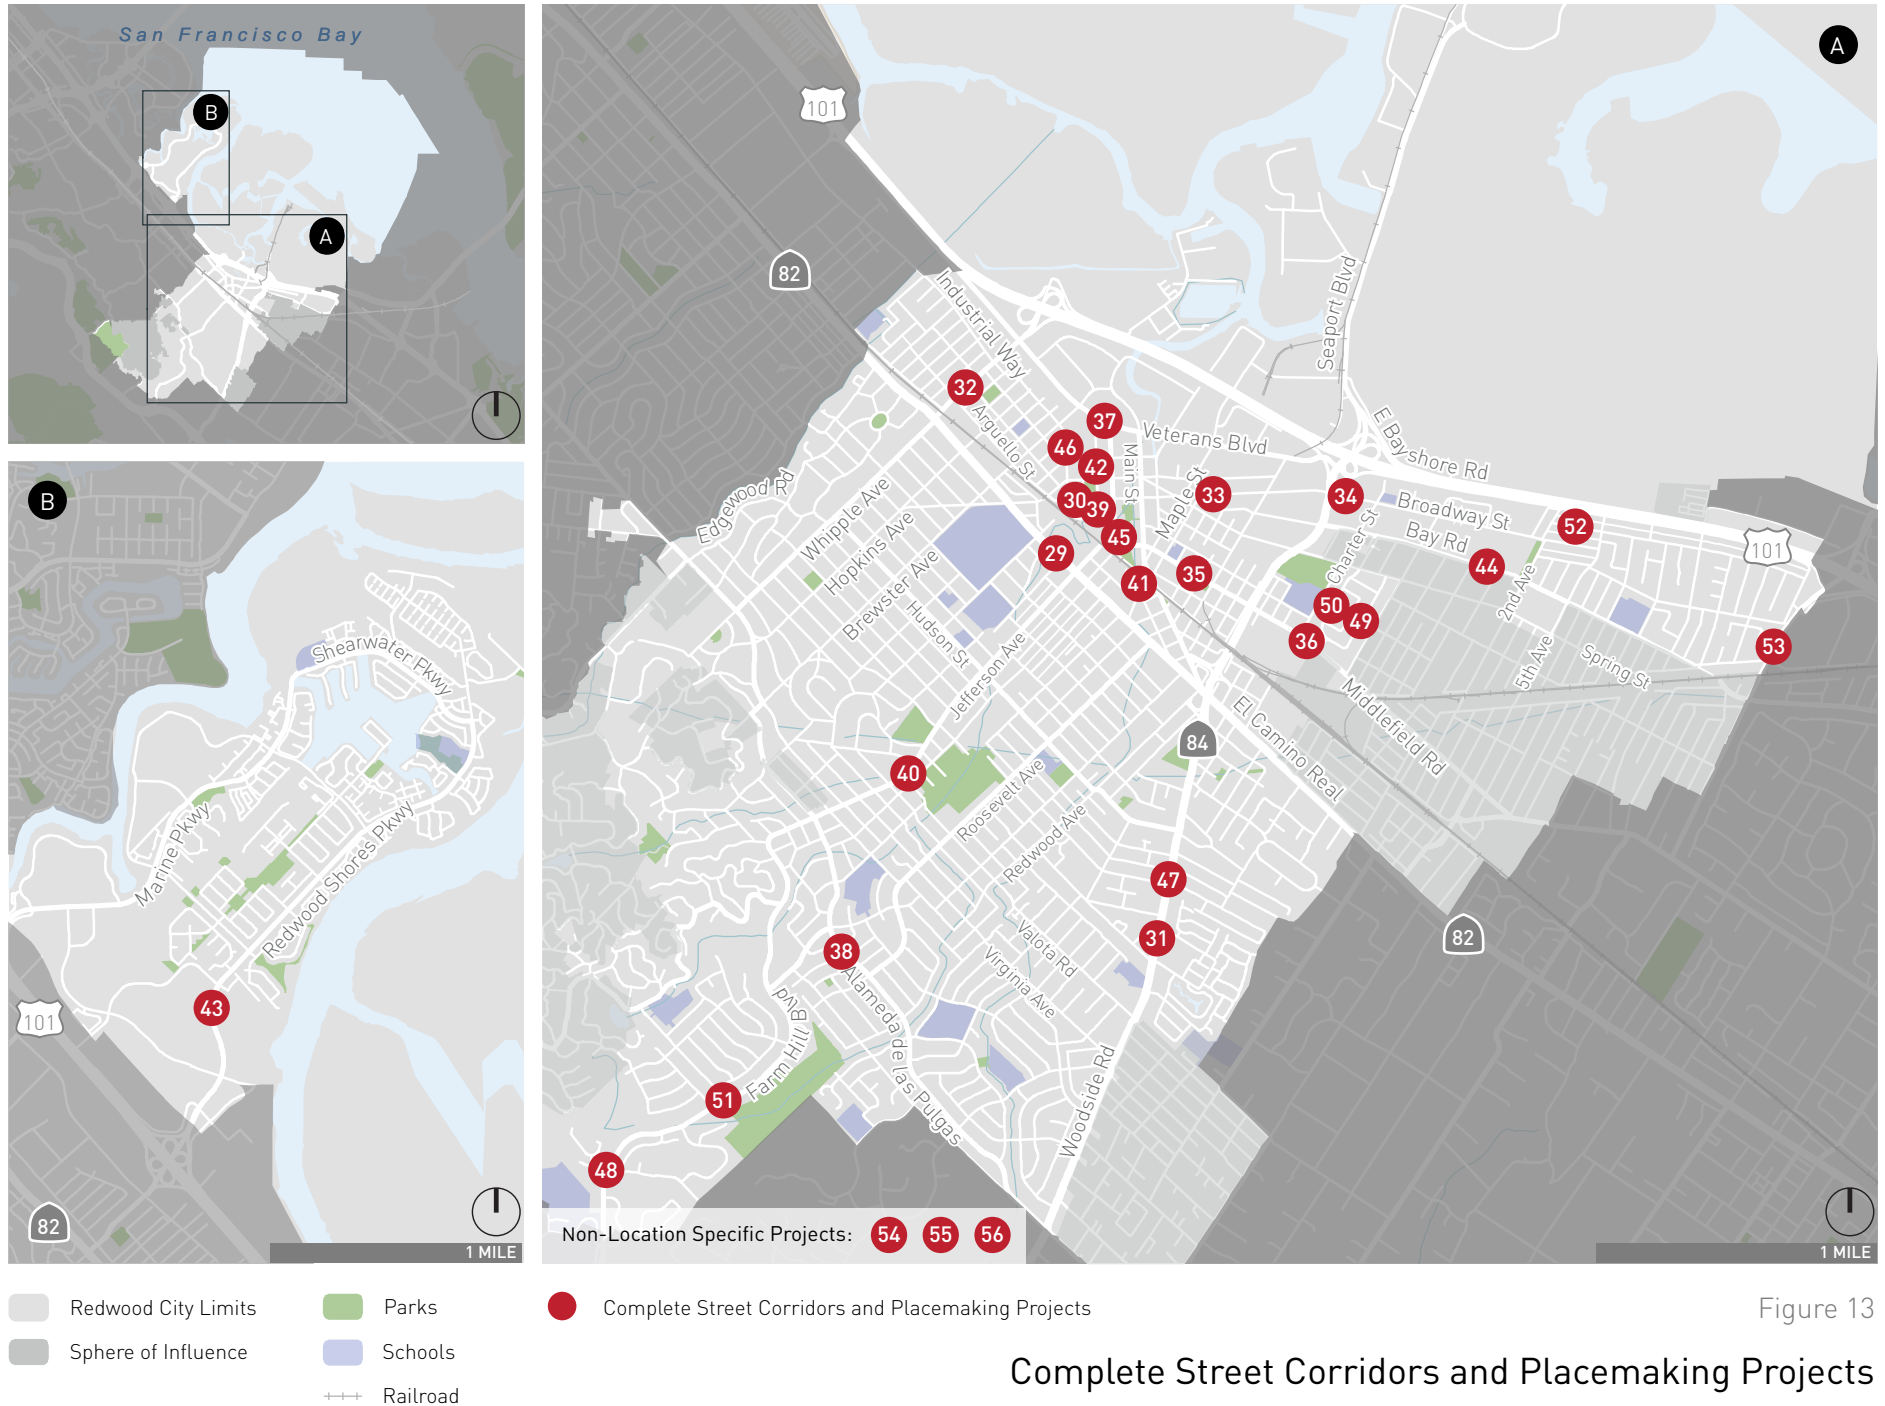 San Francisco Bay
B
A
B
Shearwater Pkwy
Marine Pkwy
Redwood Shores Pkwy
43
101
82
1 MILE
A
101
82
Industrial Way
Seaport Blvd
32
Arguello St
37
Veterans Blvd
E Bayshore Rd
46
42
Main St
Maple St
33
34
Broadway St
52
30
39
Edgewood Rd
Whipple Ave
Hopkins Ave
Brewster Ave
45
Charter St
Bay Rd
101
29
44
41
35
2nd Ave
Hudson St
50
49
36
5th Ave
Spring St
53
Jefferson Ave
Middlefield Rd
El Camino Real
84
40
Roosevelt Ave
Redwood Ave
47
31
82
38
Valota Rd
Virginia Ave
Alameda de las Pulgas
Farm Hill Blvd
51
Woodside Rd
48
Non-Location Specific Projects: 54 55 56
1 MILE
Redwood City Limits
Sphere of Influence
Parks
Schools
Railroad
Complete Street Corridors and Placemaking Projects
Figure 13
Complete Street Corridors and Placemaking Projects